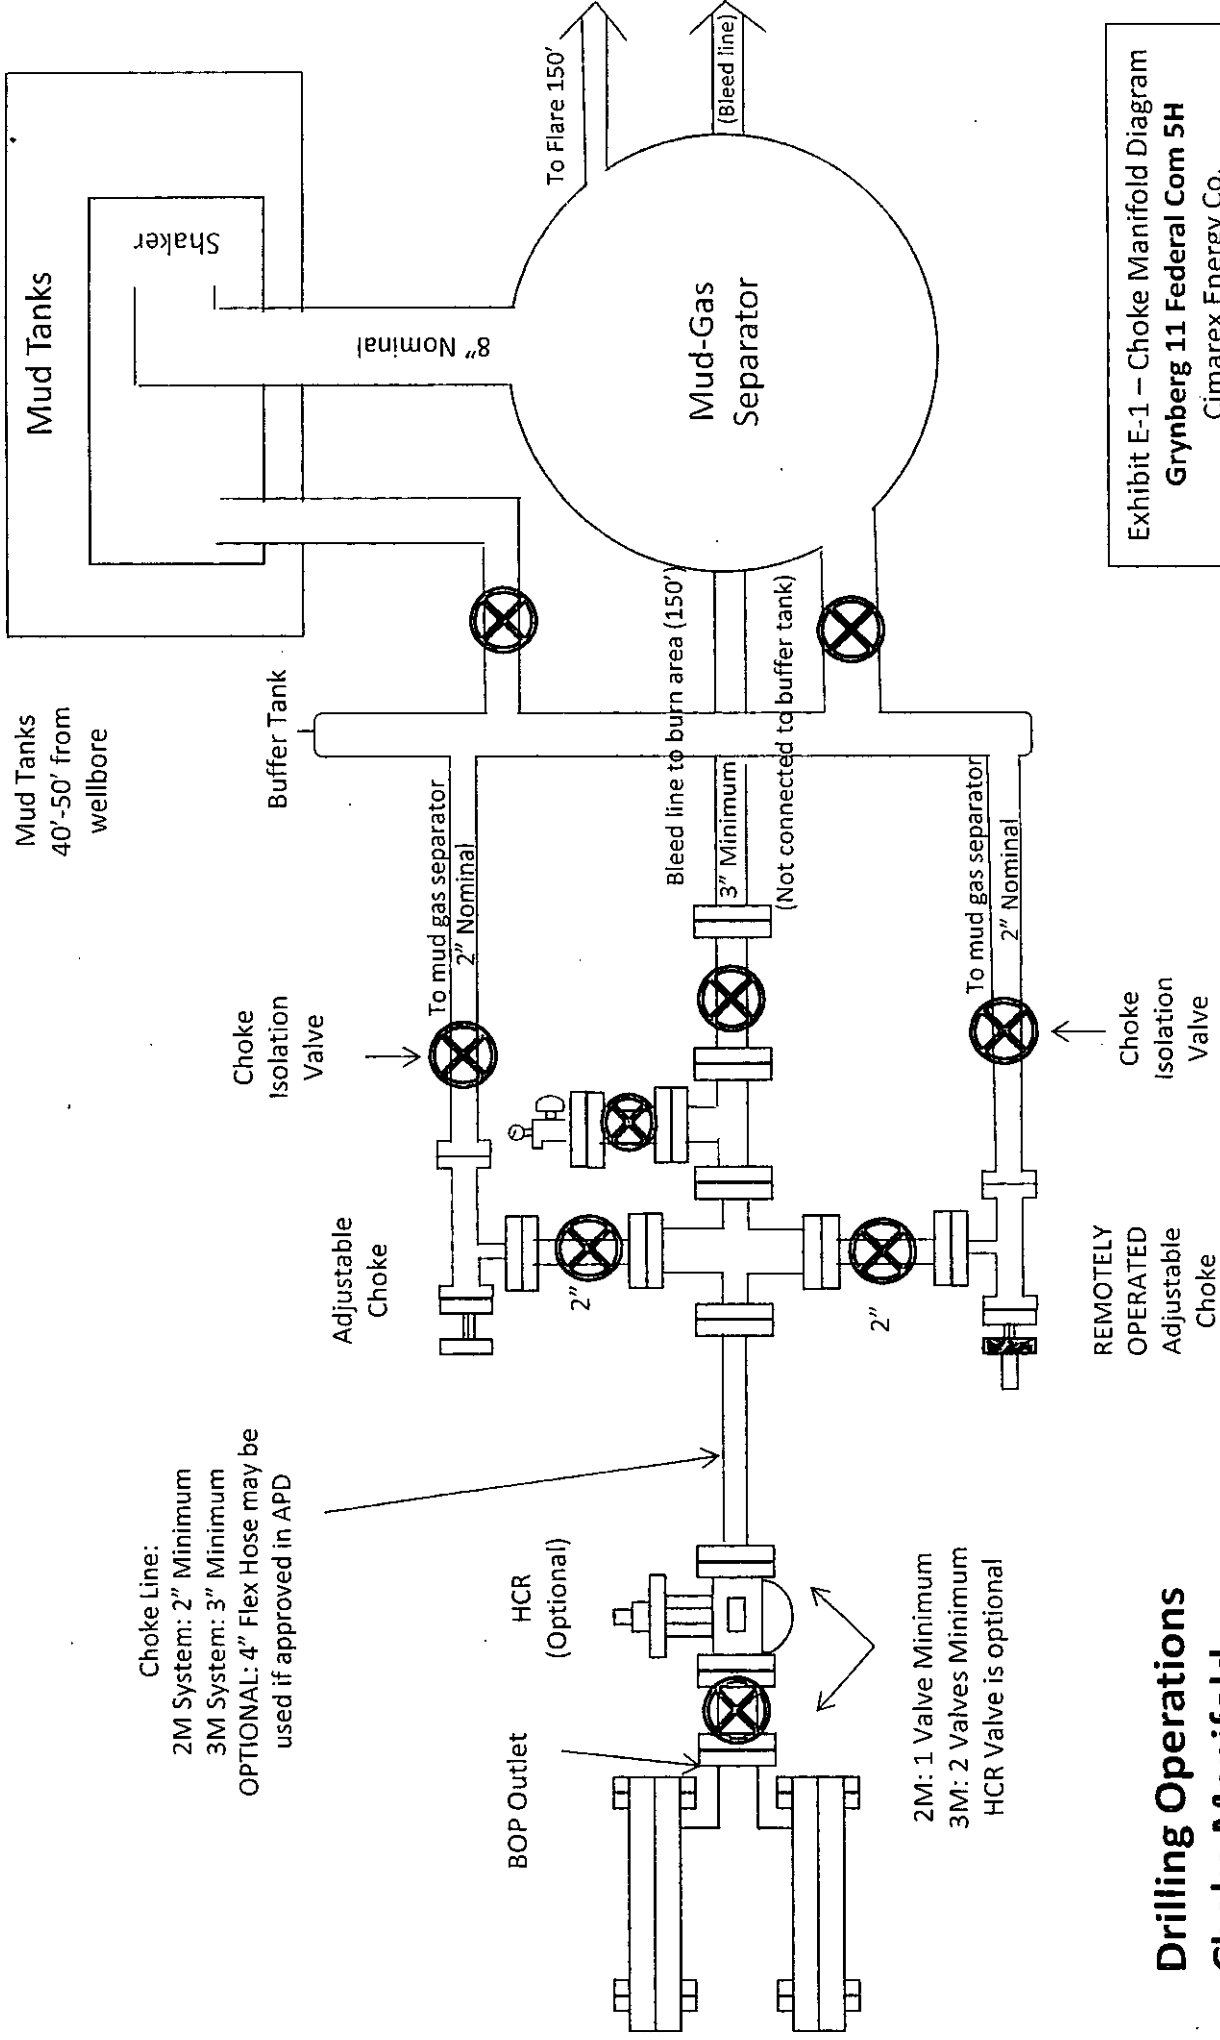 Mud Tanks
40'-50' from
wellbore
Mud Tanks
Shaker
8" Nominal
To Flare 150'
(Bleed line)
Mud-Gas
Separator
Buffer Tank
Choke
Isolation
Valve
To mud gas separator
2" Nominal
Bleed line to burn area (150')
3" Minimum
(Not connected to buffer tank)
To mud gas separator
2" Nominal
Choke
Isolation
Valve
Adjustable
Choke
2"
2"
REMOTELY
OPERATED
Adjustable
Choke
Choke Line:
2M System: 2" Minimum
3M System: 3" Minimum
OPTIONAL: 4" Flex Hose may be
used if approved in APD
HCR
(Optional)
BOP Outlet
2M: 1 Valve Minimum
3M: 2 Valves Minimum
HCR Valve is optional
Drilling Operations
Exhibit E-1 – Choke Manifold Diagram
Grynberg 11 Federal Com 5H
Cimarex Energy Co.